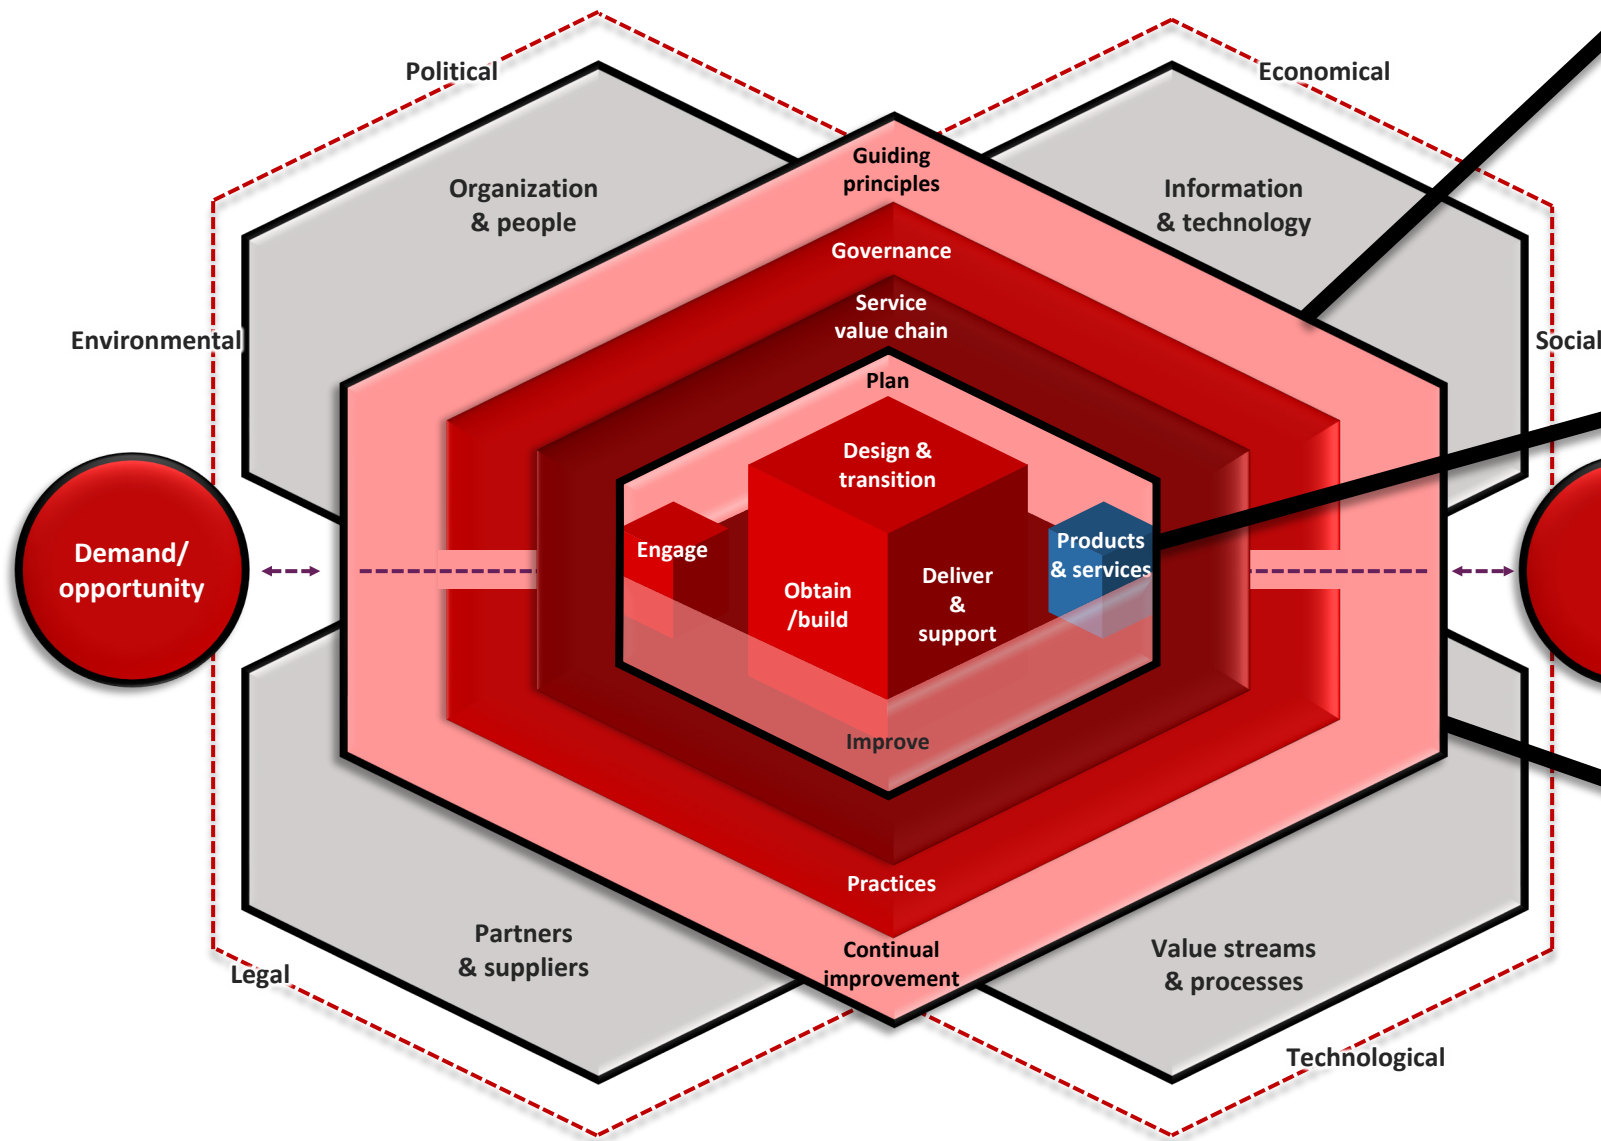 Political
Economical
Guiding
principles
Organization
& people
Information
& technology
Governance
Service
value chain
Environmental
Social
Plan
Design &
transition
Engage
Products
& services
Demand/
opportunity
Obtain
/build
Deliver
&
support
Improve
Practices
Partners
& suppliers
Continual
improvement
Value streams
& processes
Legal
Technological